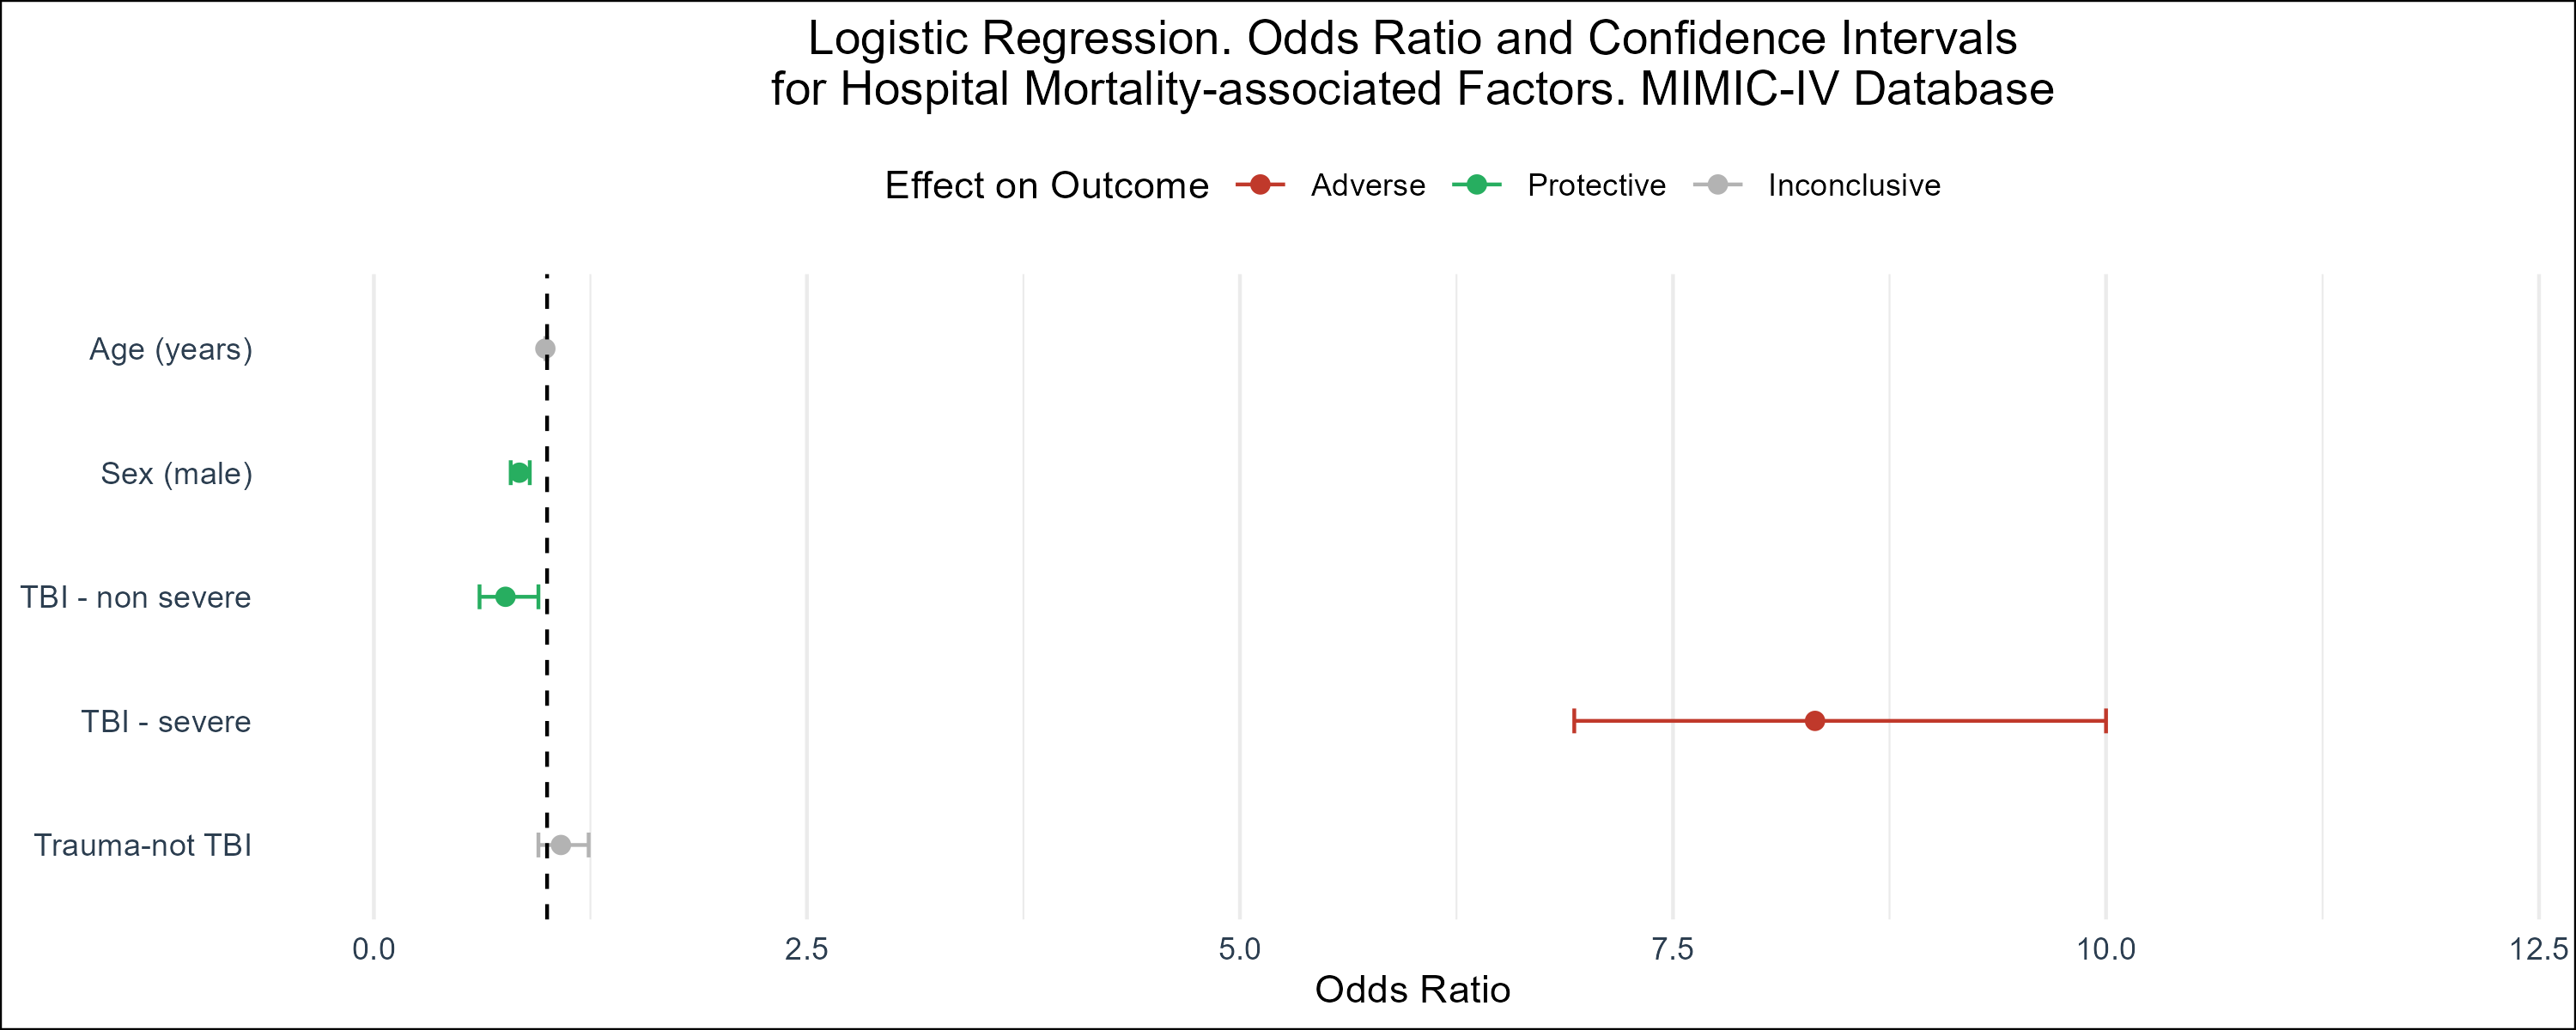 Logistic Regression. Odds Ratio and Confidence Intervals
for Hospital Mortality-associated Factors. MIMIC-IV Database
Effect on Outcome Adverse Protective Inconclusive
Age (years)
Sex (male)
TBI - non severe
TBI - severe
Trauma-not TBI
0.0 2.5 5.0 7.5 10.0 12.5
Odds Ratio